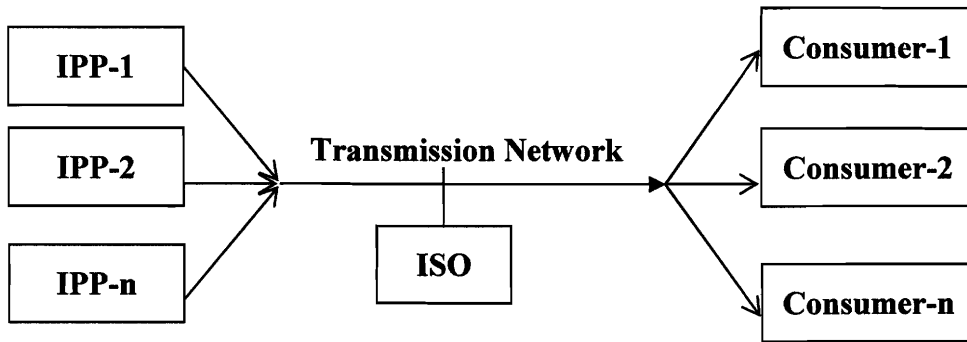 IPP-1
IPP-2
IPP-n
Transmission Network
ISO
Consumer-1
Consumer-2
Consumer-n